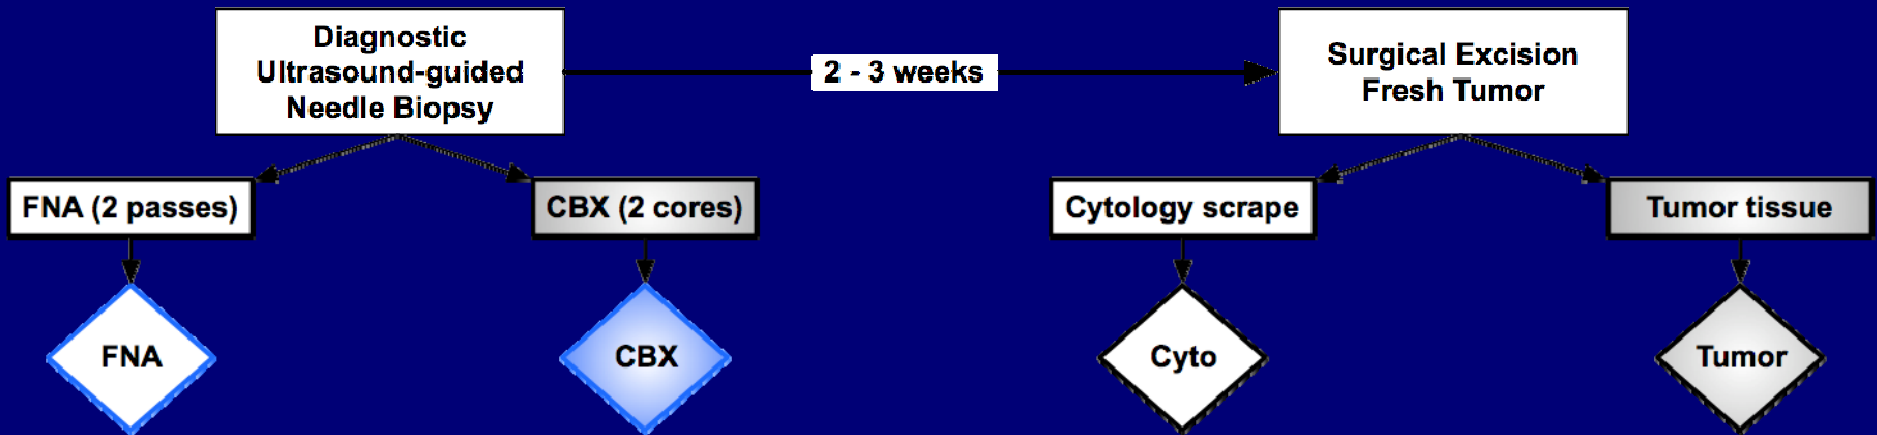 Diagnostic
Ultrasound-guided
Needle Biopsy
2 - 3 weeks
Surgical Excision
Fresh Tumor
FNA (2 passes)
CBX (2 cores)
Cytology scrape
Tumor tissue
FNA
CBX
Cyto
Tumor